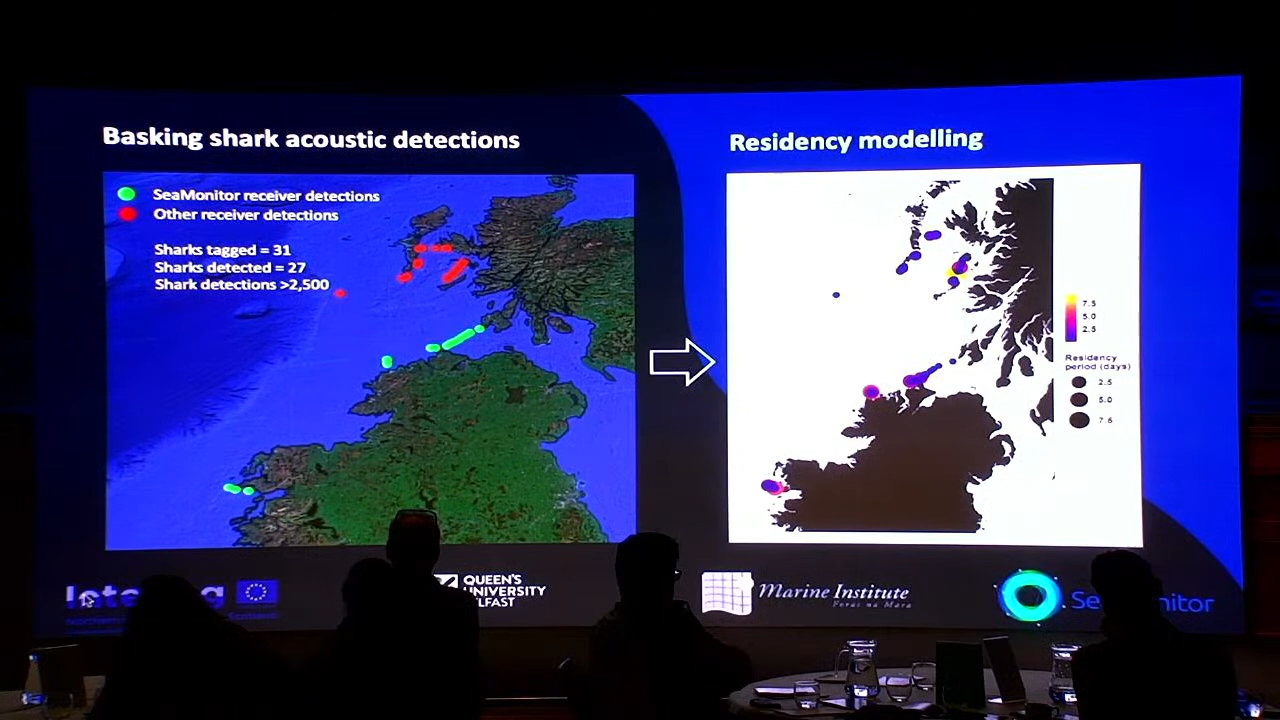 Basking shark acoustic detections
SeaMonitor receiver detections
Other receiver detections
Sharks tagged = 31
Sharks detected = 27
Shark detections >2,500
Residency modelling
7.5
5.0
2.5
Residency
period (days)
2.5
5.0
7.5
QUEEN'S
UNIVERSITY
Marine Institute
Foras na Mara